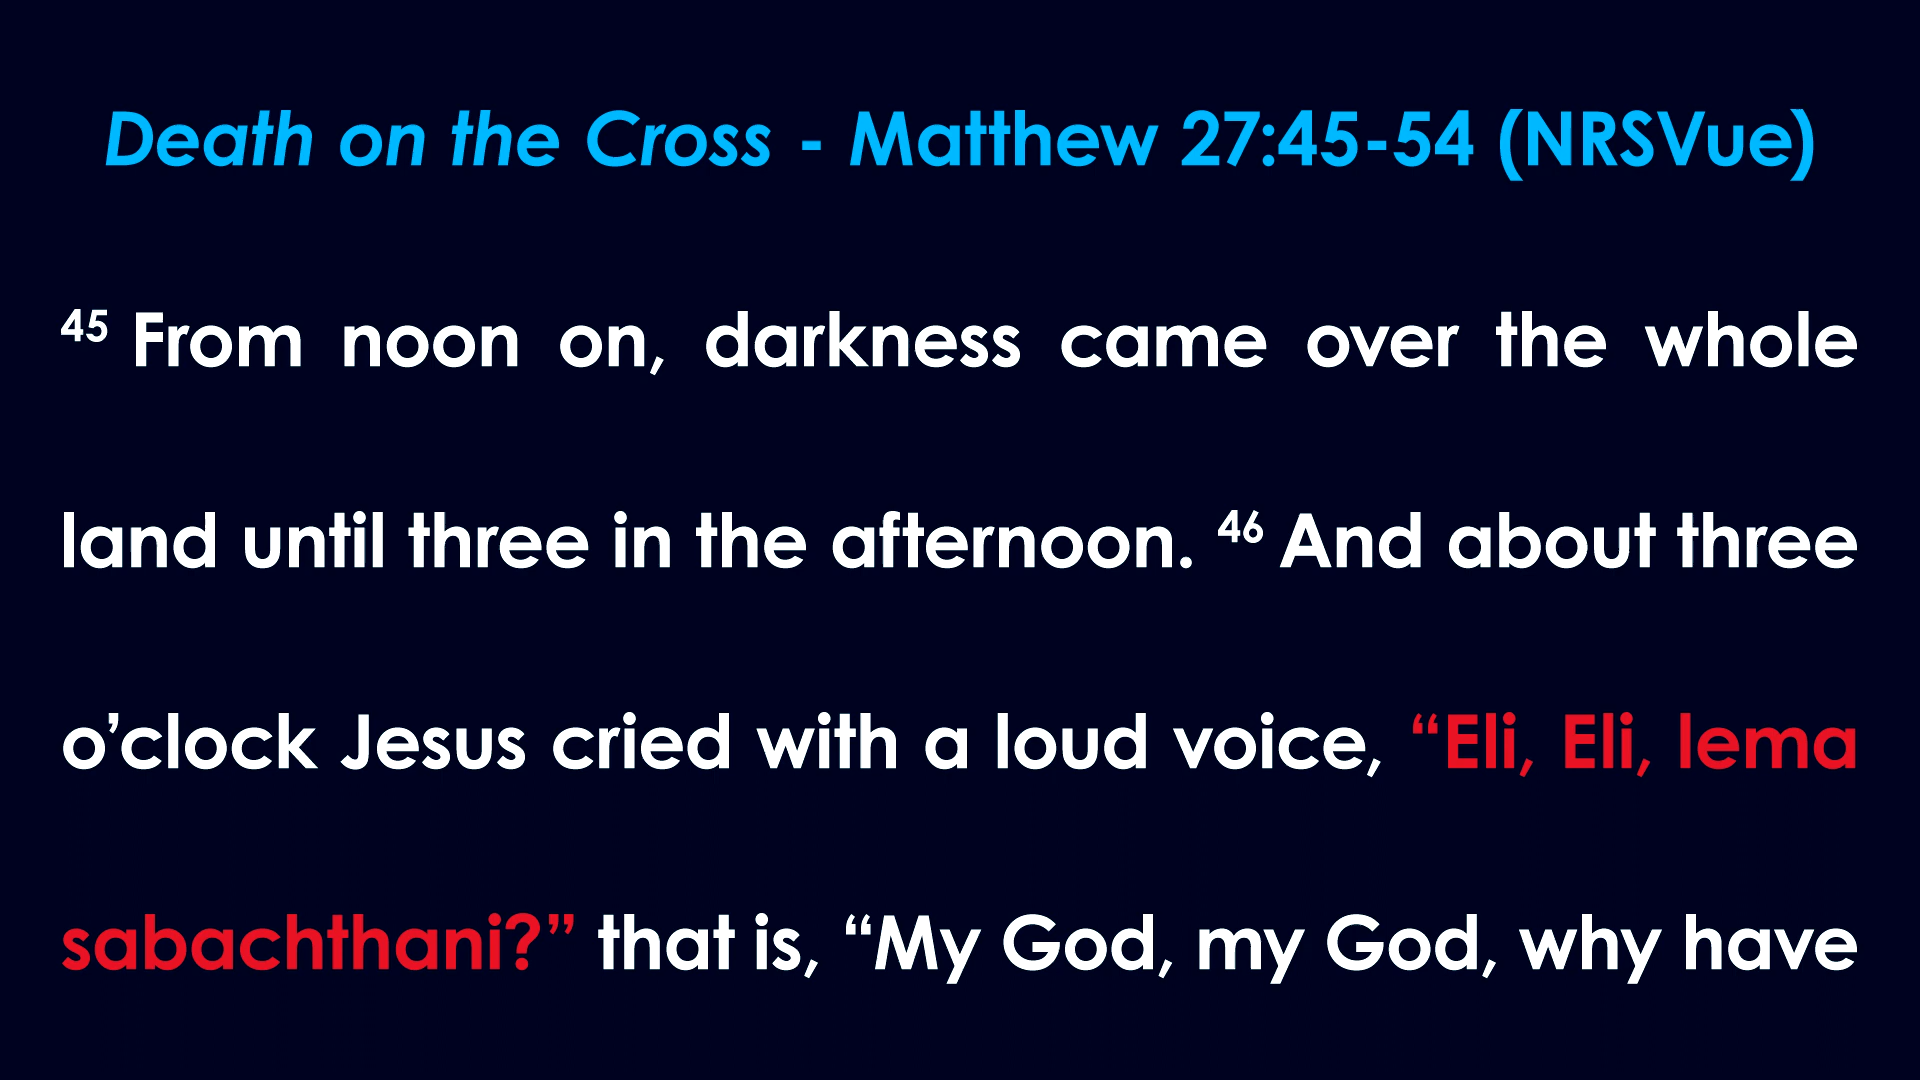 Death on the Cross - Matthew 27:45-54 (NRSVue)
45 From noon on, darkness came over the whole
land until three in the afternoon. 46 And about three
o’clock Jesus cried with a loud voice, “Eli, Eli, lema
sabachthani?” that is, “My God, my God, why have